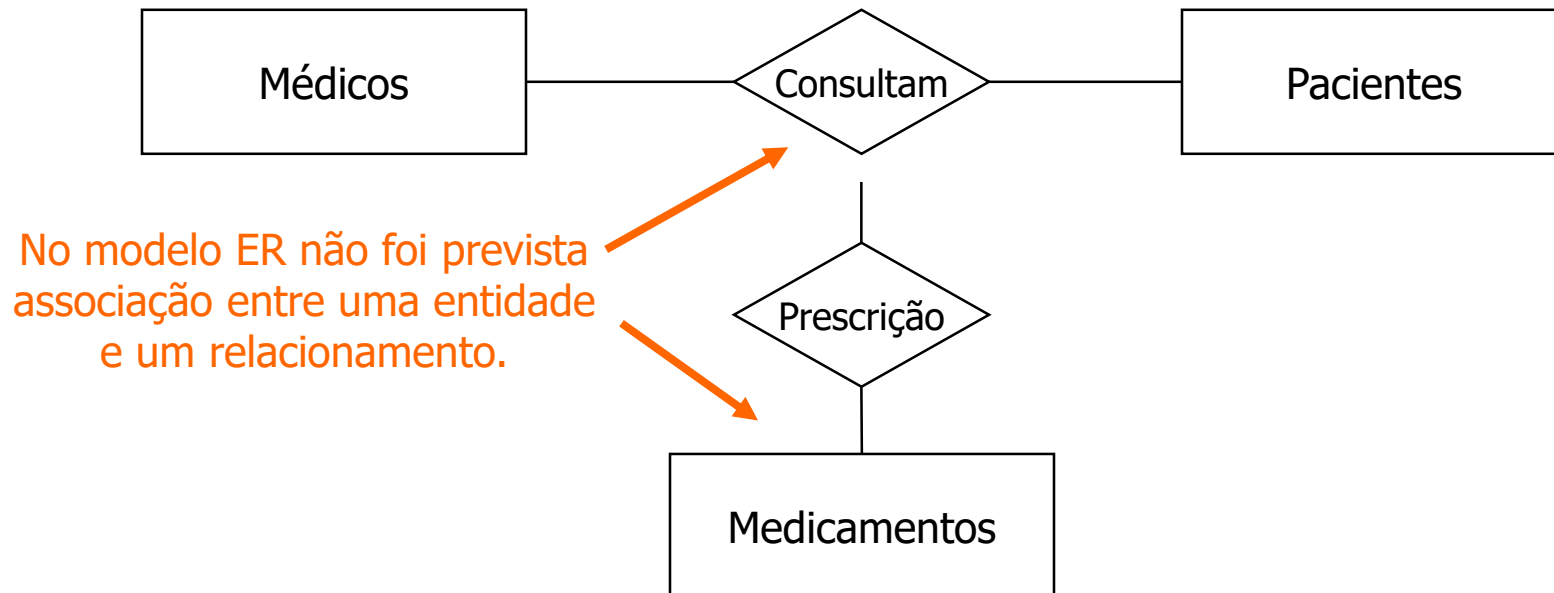 Médicos
Consultam
Pacientes
No modelo ER não foi prevista
associação entre uma entidade
e um relacionamento.
Prescrição
Medicamentos